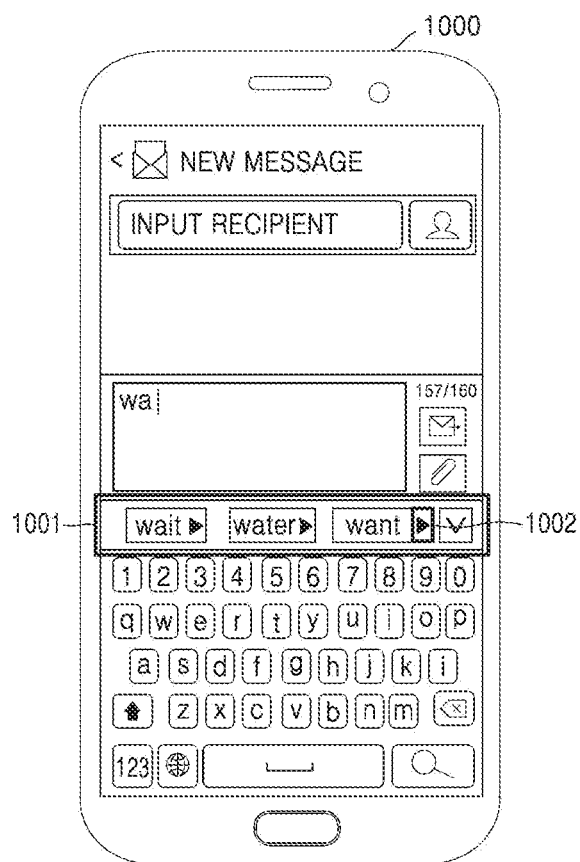 1000
< NEW MESSAGE
INPUT RECIPIENT
wa
157/160
1001 wait water want 1002
1 2 3 4 5 6 7 8 9 0
q w e r t y u i o p
a s d f g h j k i
z x c v b n m
123